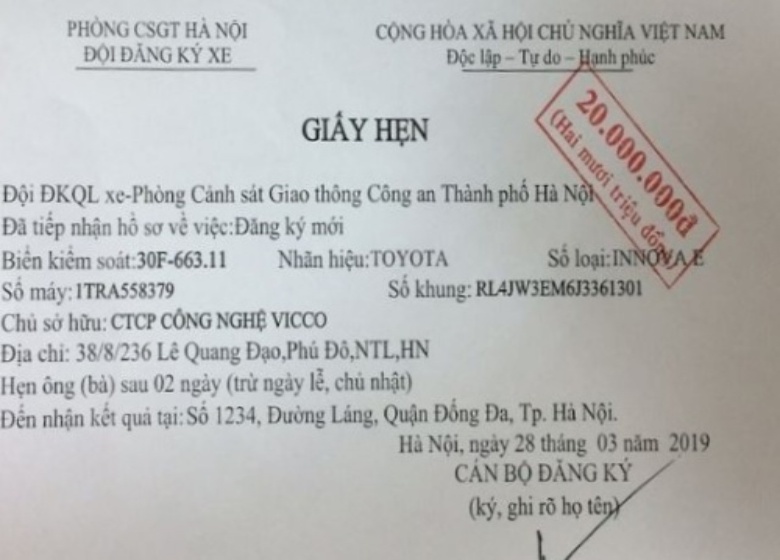 PHÒNG CSGT HÀ NỘI
ĐỘI ĐĂNG KÝ XE
CỘNG HÒA XÃ HỘI CHỦ NGHĨA VIỆT NAM
Độc lập – Tự do – Hạnh phúc
20.000.000đ
(Hai mươi triệu đồng)
GIẤY HẸN
Đội ĐKQL xe-Phòng Cảnh sát Giao thông Công an Thành phố Hà Nội
Đã tiếp nhận hồ sơ về việc:Đăng ký mới
Biển kiểm soát:30F-663.11 Nhãn hiệu:TOYOTA Số loại:INNOVA E
Số máy:1TRA558379 Số khung: RL4JW3EM6J3361301
Chủ sở hữu: CTCP CÔNG NGHỆ VICCO
Địa chỉ: 38/8/236 Lê Quang Đạo,Phú Đô,NTL,HN
Hẹn ông (bà) sau 02 ngày (trừ ngày lễ, chủ nhật)
Đến nhận kết quả tại:Số 1234, Đường Láng, Quận Đống Đa, Tp. Hà Nội.
Hà Nội, ngày 28 tháng 03 năm 2019
CÁN BỘ ĐĂNG KÝ
(ký, ghi rõ họ tên)